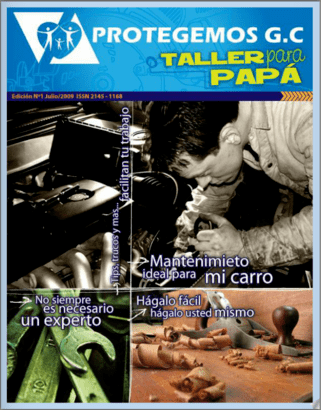 PROTEGEMOS G.C
TALLER para
PAPÁ
Edición Nº1 Julio/2009 ISSN 2145 - 1168
Tips, trucos y mas...
facilitan tu trabajo
Mantenimieto
ideal para mi carro
No siempre
es necesario
un experto
Hágalo fácil
hágalo usted mismo